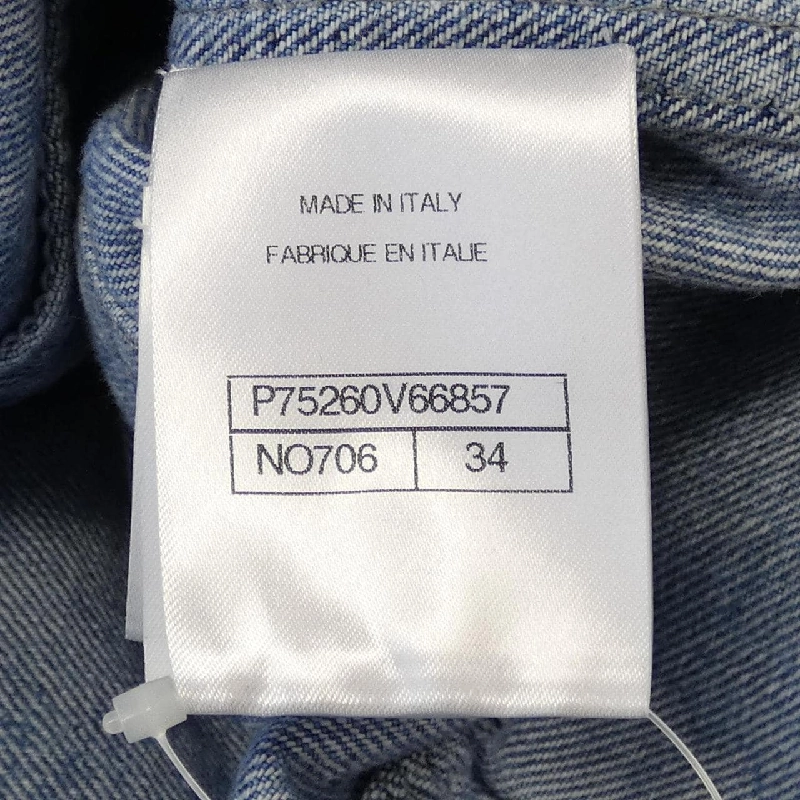 MADE IN ITALY
FABRIQUE EN ITALIE
P75260V66857
NO706 34